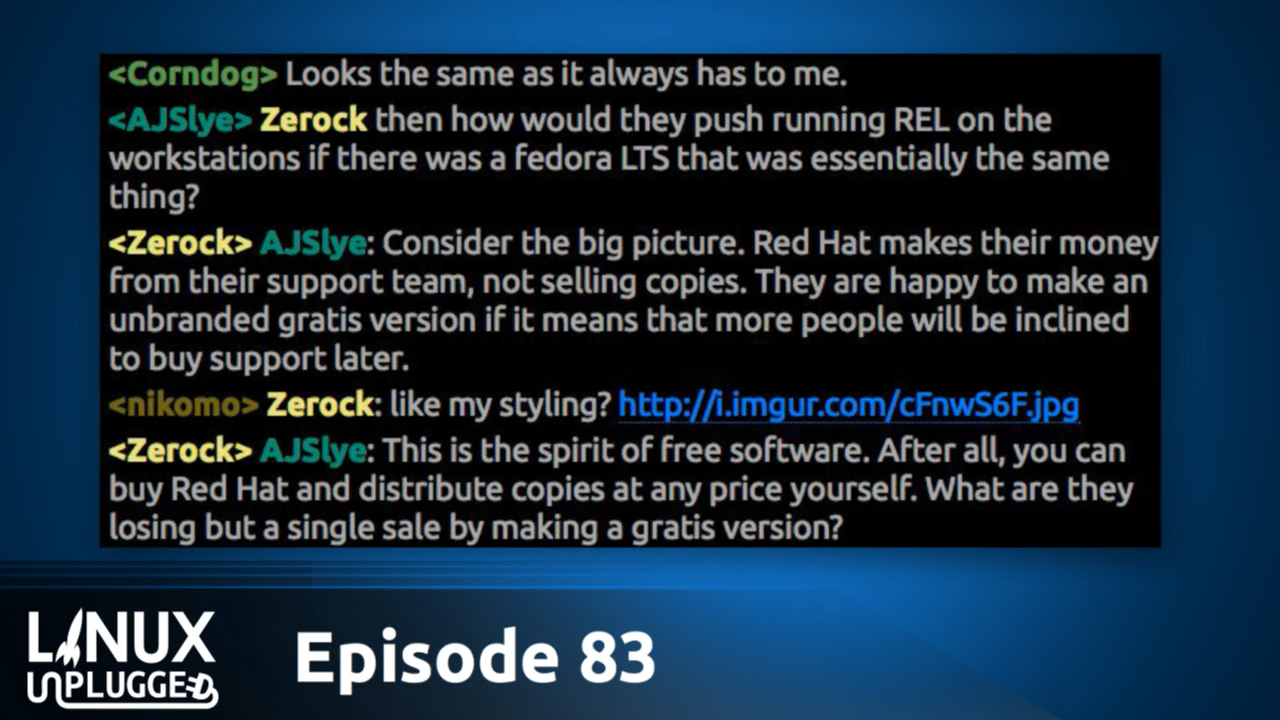 <Corndog> Looks the same as it always has to me.
<AJSlye> Zerock then how would they push running REL on the
workstations if there was a fedora LTS that was essentially the same
thing?
<Zerock> AJSlye: Consider the big picture. Red Hat makes their money
from their support team, not selling copies. They are happy to make an
unbranded gratis version if it means that more people will be inclined
to buy support later.
<nikomo> Zerock: like my styling? http://i.imgur.com/cFnwS6F.jpg
<Zerock> AJSlye: This is the spirit of free software. After all, you can
buy Red Hat and distribute copies at any price yourself. What are they
losing but a single sale by making a gratis version?
LINUX
UNPLUGGED
Episode 83